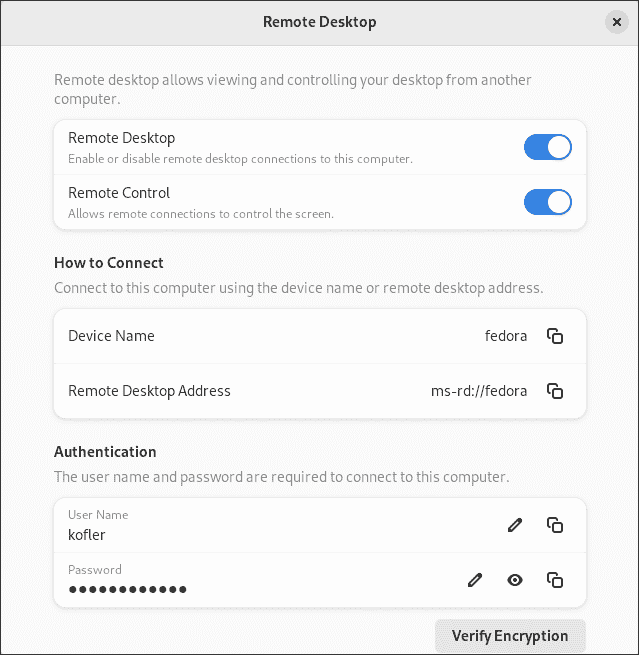 Remote Desktop
Remote desktop allows viewing and controlling your desktop from another
computer.
Remote Desktop
Enable or disable remote desktop connections to this computer.
Remote Control
Allows remote connections to control the screen.
How to Connect
Connect to this computer using the device name or remote desktop address.
Device Name fedora
Remote Desktop Address ms-rd://fedora
Authentication
The user name and password are required to connect to this computer.
User Name
kofler
Password
●●●●●●●●●●●●
Verify Encryption